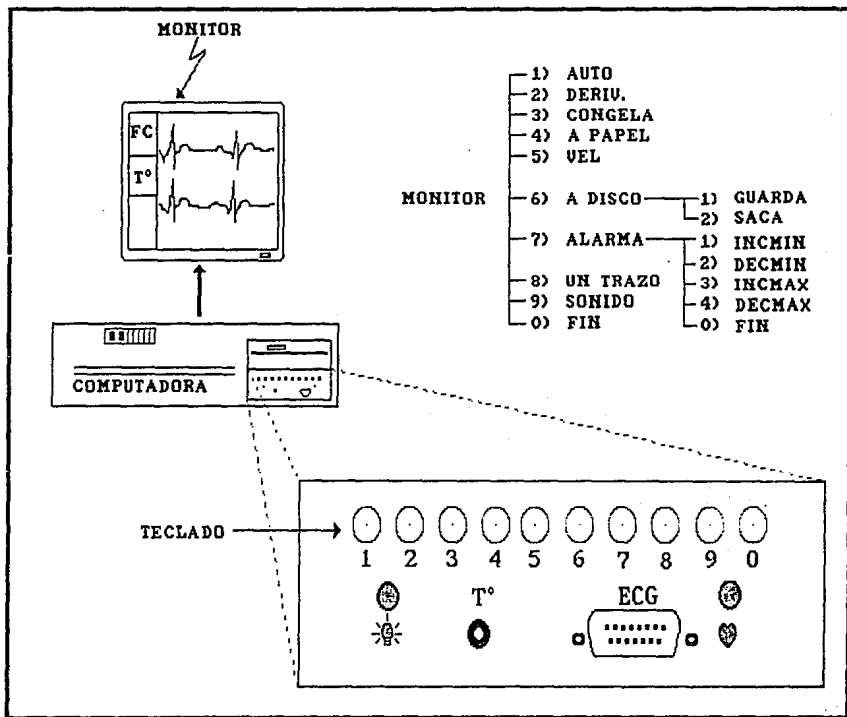 MONITOR
FC
T°
COMPUTADORA
MONITOR
1) AUTO
2) DERIV.
3) CONGELA
4) A PAPEL
5) VEL
6) A DISCO
1) GUARDA
2) SACA
7) ALARMA
1) INCMIN
2) DECMIN
3) INCMAX
4) DECMAX
0) FIN
8) UN TRAZO
9) SONIDO
0) FIN
TECLADO
1 2 3 4 5 6 7 8 9 0
T° ECG